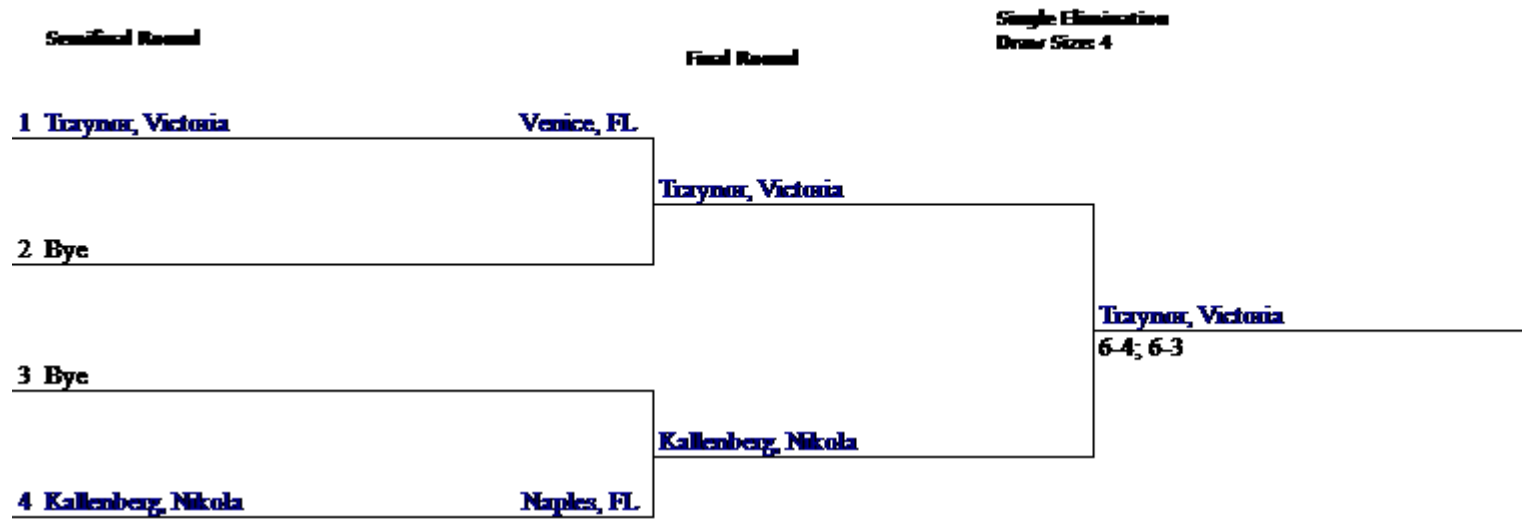 Semifinal Round
Final Round
Single Elimination
Draw Size: 4
1 Traynor, Victoria Venice, FL
Traynor, Victoria
2 Bye
Traynor, Victoria
6-4; 6-3
3 Bye
Kallenberg, Nikola
4 Kallenberg, Nikola Naples, FL